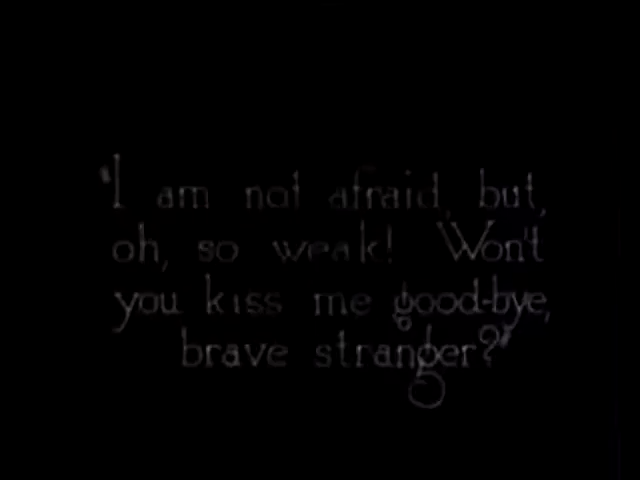 "I am not afraid, but,
oh, so weak! Won't
you kiss me good-bye,
brave stranger?"